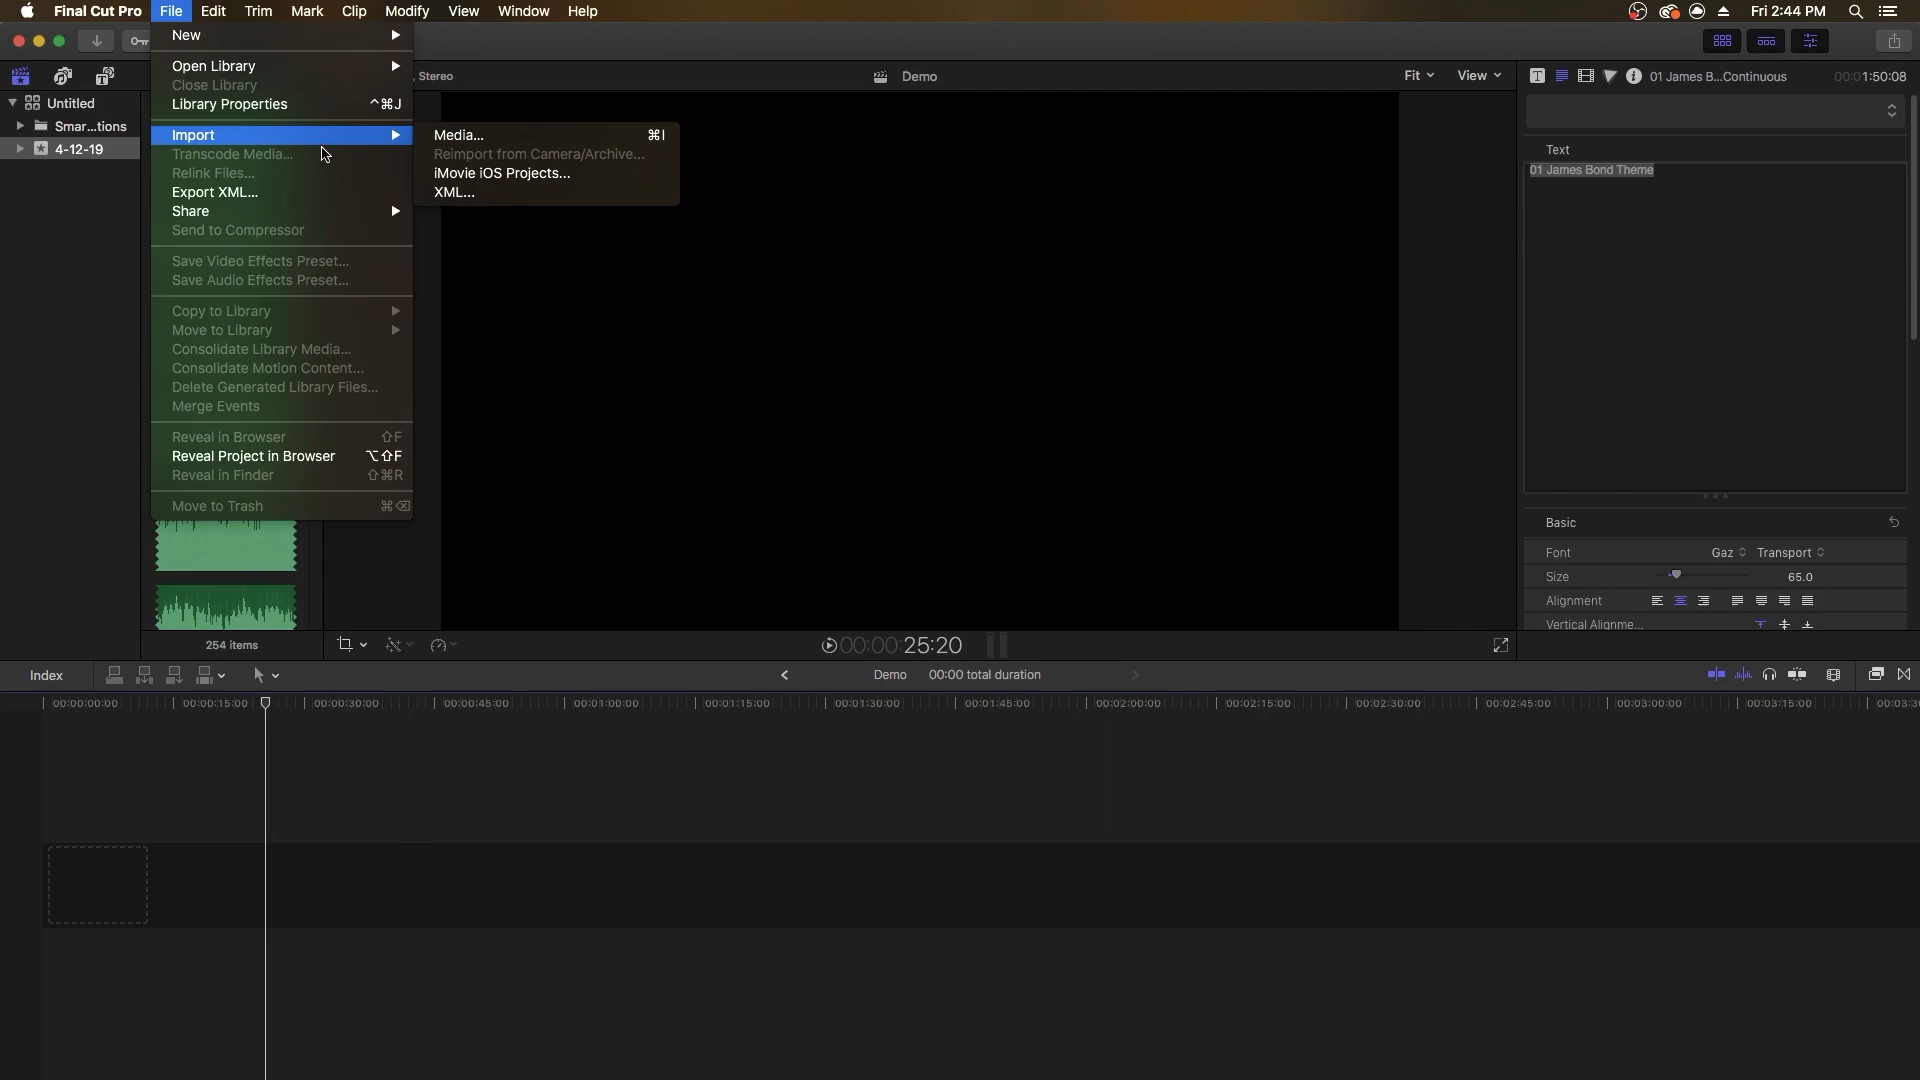 Final Cut Pro File Edit Trim Mark Clip Modify View Window Help Fri 2:44 PM
New
Open Library
Close Library
Library Properties ^⌘J
Import
Transcode Media...
Relink Files...
Export XML...
Share
Send to Compressor
Save Video Effects Preset...
Save Audio Effects Preset...
Copy to Library
Move to Library
Consolidate Library Media...
Consolidate Motion Content...
Delete Generated Library Files...
Merge Events
Reveal in Browser ⇧F
Reveal Project in Browser ⌥⇧F
Reveal in Finder ⇧⌘R
Move to Trash ⌘⌫
Media... ⌘I
Reimport from Camera/Archive...
iMovie iOS Projects...
XML...
Untitled
Smar...tions
4-12-19
254 items
Stereo
Demo
Fit View
00:00:25:20
01 James B...Continuous 00:01:50:08
Text
01 James Bond Theme
Basic
Font Gaz Transport
Size 65.0
Alignment
Vertical Alignme...
Index
Demo 00:00 total duration
00:00:00:00 00:00:15:00 00:00:30:00 00:00:45:00 00:01:00:00 00:01:15:00 00:01:30:00 00:01:45:00 00:02:00:00 00:02:15:00 00:02:30:00 00:02:45:00 00:03:00:00 00:03:15:00 00:03:3